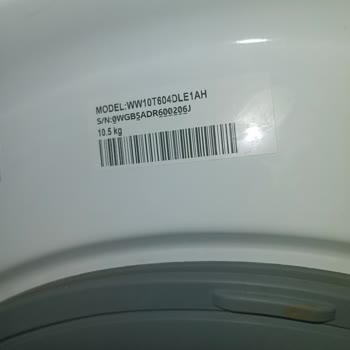 MODEL:WW10T604DLE1AH
S/N:0WGB5ADR600206J
10.5 kg